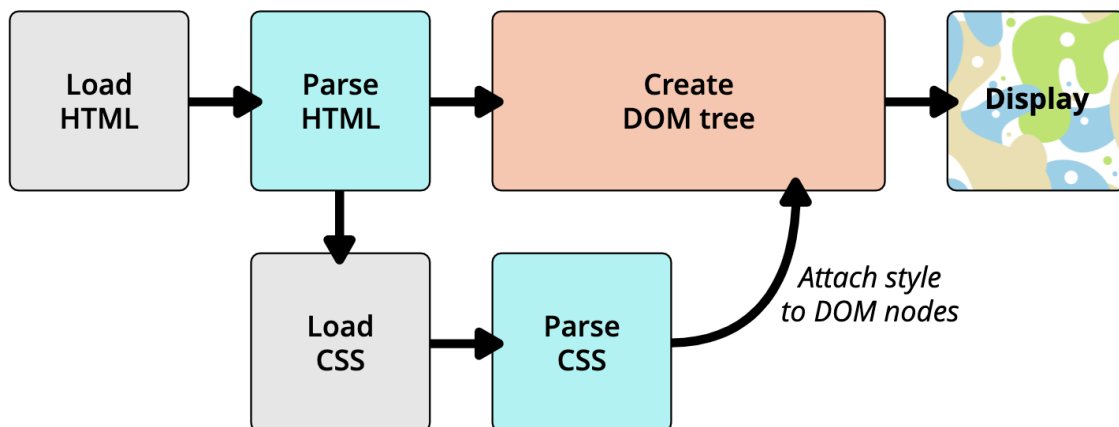 Load
HTML
Parse
HTML
Create
DOM tree
Display
Load
CSS
Parse
CSS
Attach style
to DOM nodes